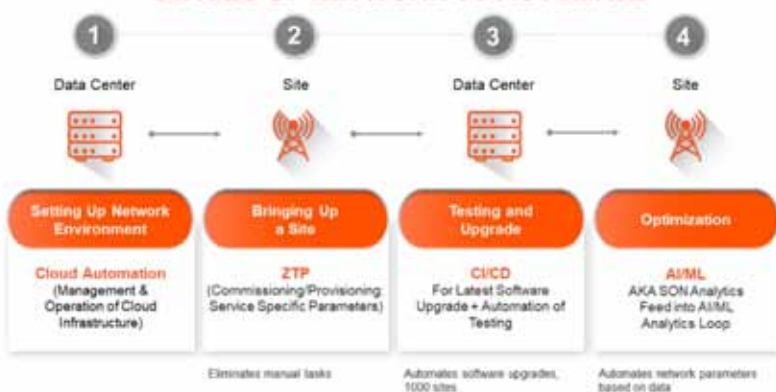 1
2
3
4
Data Center
Site
Data Center
Site
Setting Up Network
Environment
Bringing Up
a Site
Testing and
Upgrade
Optimization
Cloud Automation
(Management &
Operation of Cloud
Infrastructure)
ZTP
(Commissioning/Provisioning:
Service Specific Parameters)
CI/CD
For Latest Software
Upgrade + Automation of
Testing
AI/ML
AKA SON Analytics
Feed into AI/ML
Analytics Loop
Eliminates manual tasks
Automates software upgrades,
1000 sites
Automates network parameters
based on data